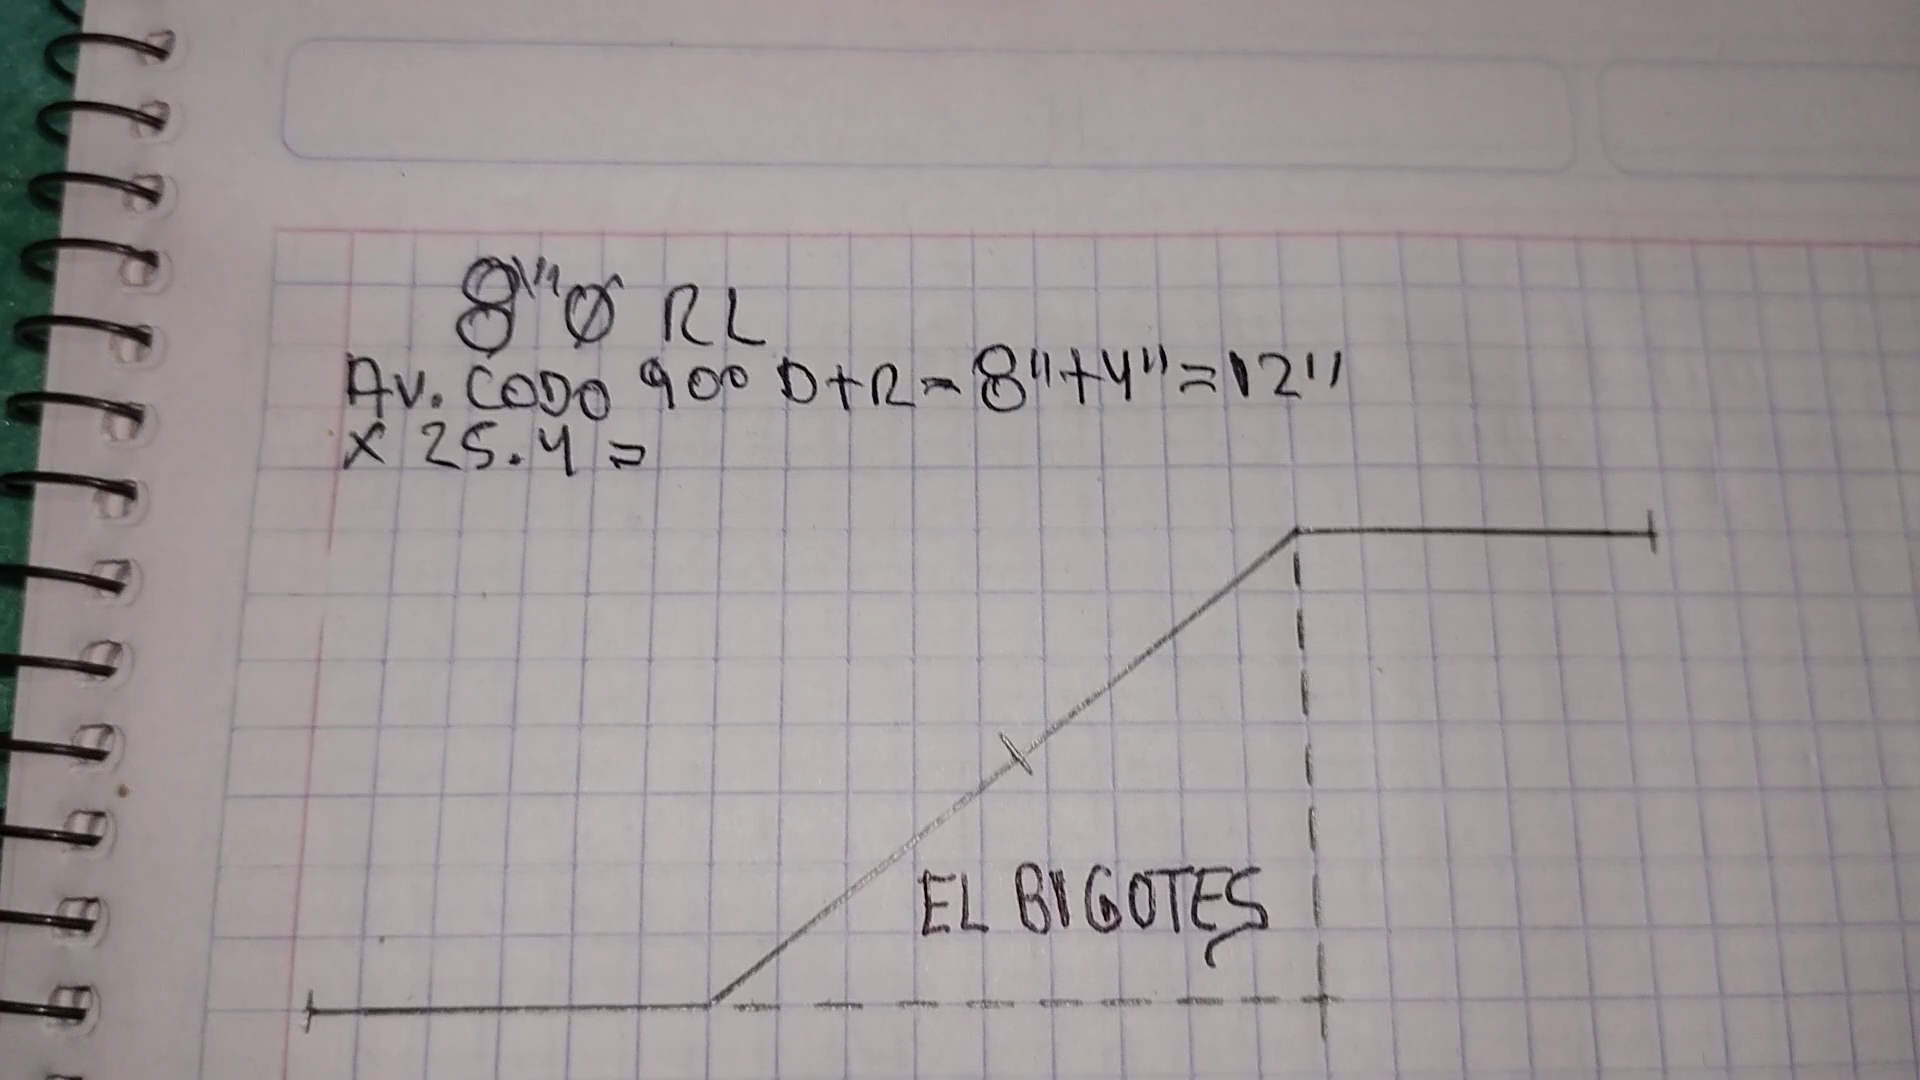 8"Ø RL
AV. CODO 90° D+R = 8"+4" = 12"
x 25.4 =
EL BIGOTES